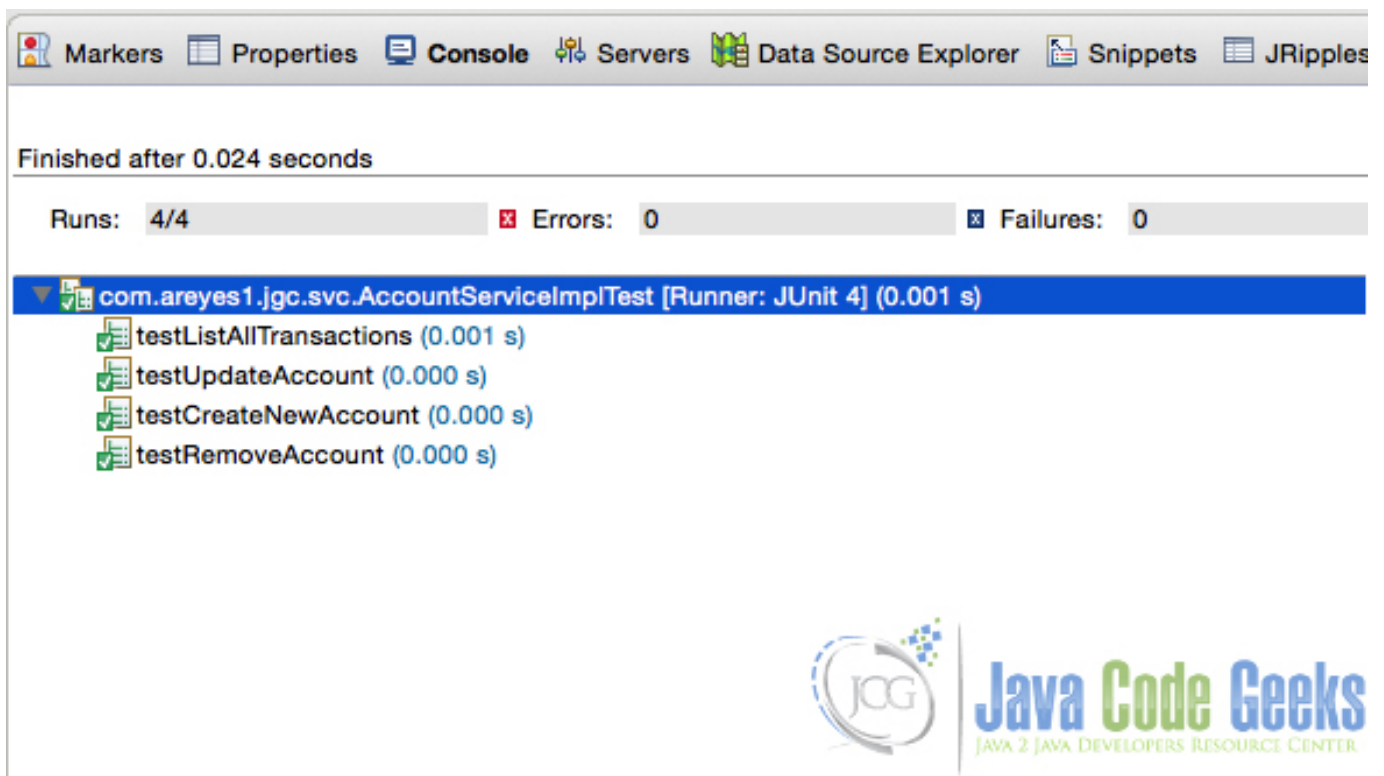 Markers Properties Console Servers Data Source Explorer Snippets JRipples
Finished after 0.024 seconds
Runs: 4/4 Errors: 0 Failures: 0
com.areyes1.jgc.svc.AccountServiceImplTest [Runner: JUnit 4] (0.001 s)
testListAllTransactions (0.001 s)
testUpdateAccount (0.000 s)
testCreateNewAccount (0.000 s)
testRemoveAccount (0.000 s)
JCG
Java Code Geeks
JAVA 2 JAVA DEVELOPERS RESOURCE CENTER